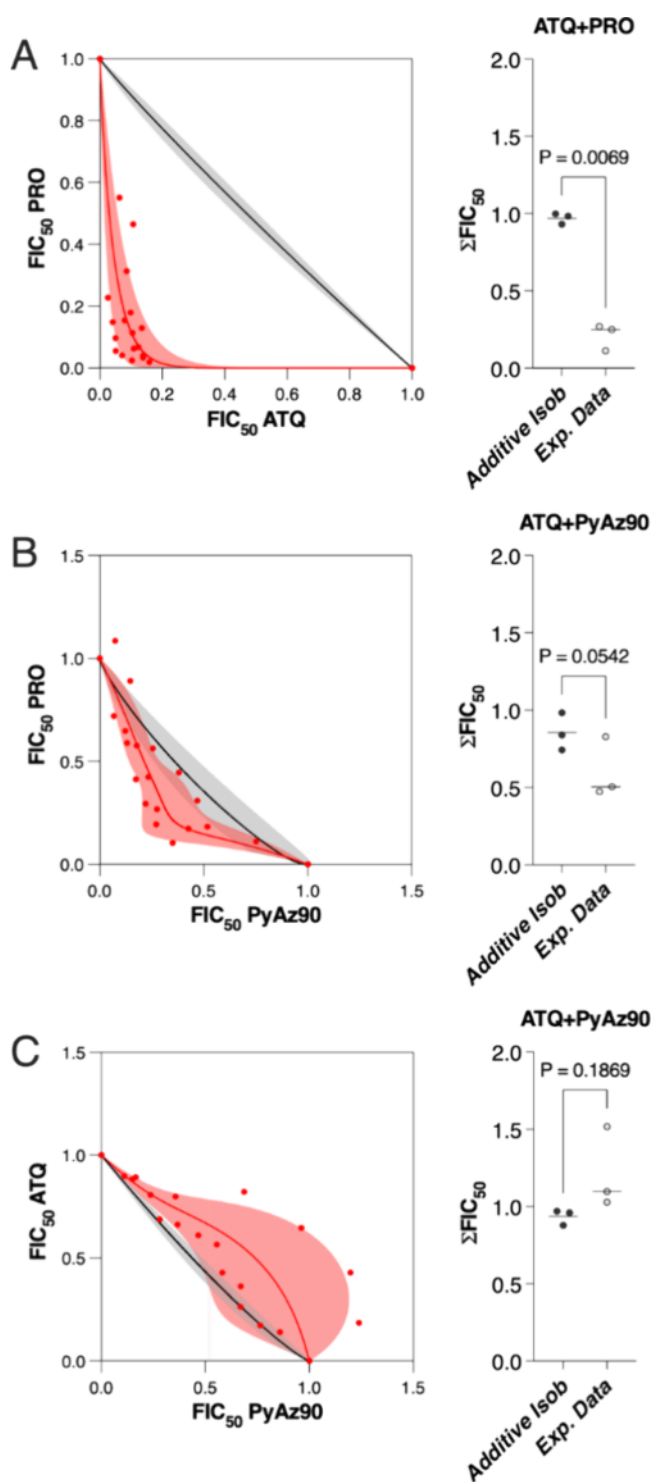 A
ATQ+PRO
FIC50 PRO
1.0
0.8
0.6
0.4
0.2
0.0
0.0 0.2 0.4 0.6 0.8 1.0
FIC50 ATQ
ΣFIC50
2.0
1.5
1.0
0.5
0.0
P = 0.0069
Additive Isob
Exp. Data
B
ATQ+PyAz90
FIC50 PRO
1.5
1.0
0.5
0.0
0.0 0.5 1.0 1.5
FIC50 PyAz90
ΣFIC50
2.0
1.5
1.0
0.5
0.0
P = 0.0542
Additive Isob
Exp. Data
C
ATQ+PyAz90
FIC50 ATQ
1.5
1.0
0.5
0.0
0.0 0.5 1.0 1.5
FIC50 PyAz90
ΣFIC50
2.0
1.5
1.0
0.5
0.0
P = 0.1869
Additive Isob
Exp. Data